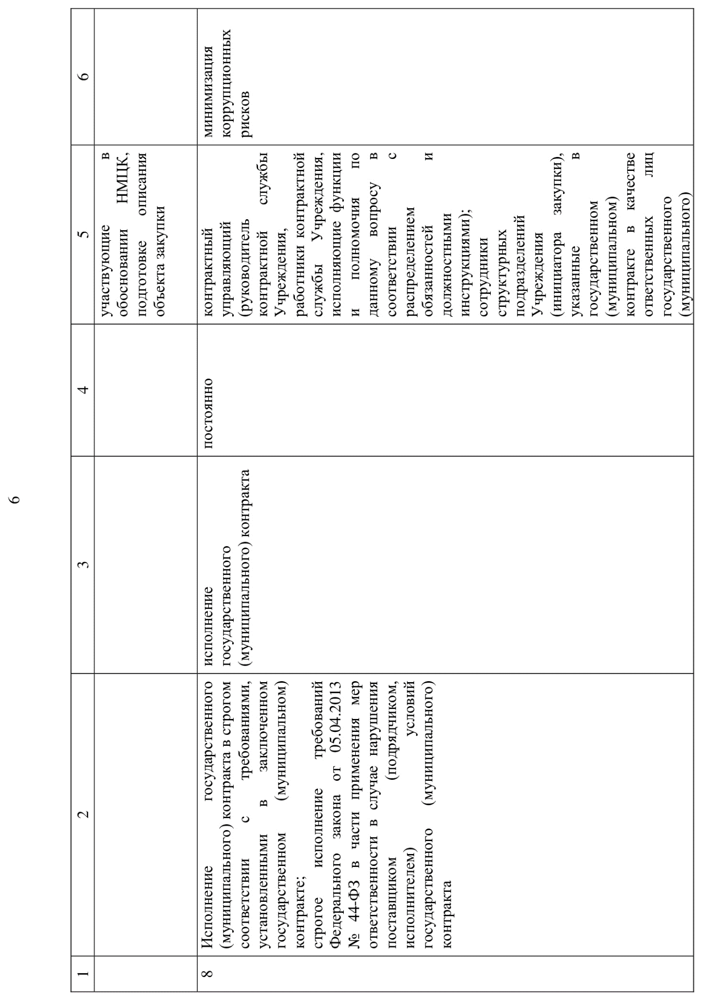 6
1 2 3 4 5 6
участвующие в
обосновании НМЦК,
подготовке описания
объекта закупки
8
Исполнение государственного
(муниципального) контракта в строгом
соответствии с требованиями,
установленными в заключенном
государственном (муниципальном)
контракте;
строгое исполнение требований
Федерального закона от 05.04.2013
№ 44-ФЗ в части применения мер
ответственности в случае нарушения
поставщиком (подрядчиком,
исполнителем) условий
государственного (муниципального)
контракта
исполнение
государственного
(муниципального) контракта
постоянно
контрактный
управляющий
(руководитель
контрактной службы
Учреждения,
работники контрактной
службы Учреждения,
исполняющие функции
и полномочия по
данному вопросу в
соответствии с
распределением
обязанностей и
должностными
инструкциями);
сотрудники
структурных
подразделений
Учреждения
(инициатора закупки),
указанные в
государственном
(муниципальном)
контракте в качестве
ответственных лиц
государственного
(муниципального)
минимизация
коррупционных
рисков